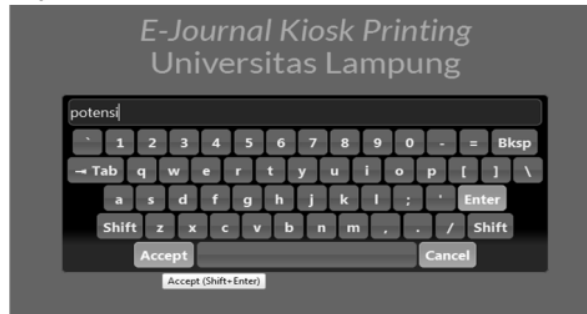 E-Journal Kiosk Printing
Universitas Lampung
potensi
` 1 2 3 4 5 6 7 8 9 0 - = Bksp
Tab q w e r t y u i o p [ ] \
a s d f g h j k l ; ' Enter
Shift z x c v b n m , . / Shift
Accept Cancel
Accept (Shift+Enter)